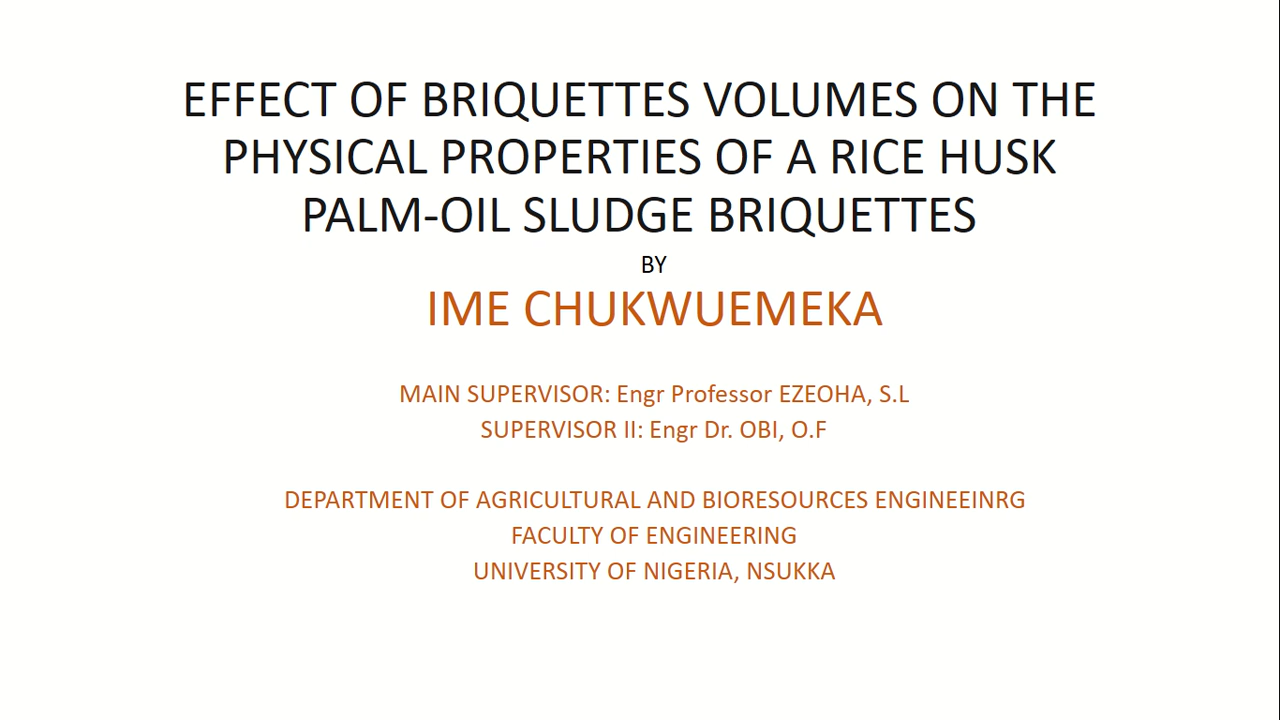 EFFECT OF BRIQUETTES VOLUMES ON THE
PHYSICAL PROPERTIES OF A RICE HUSK
PALM-OIL SLUDGE BRIQUETTES
BY
IME CHUKWUEMEKA
MAIN SUPERVISOR: Engr Professor EZEOHA, S.L
SUPERVISOR II: Engr Dr. OBI, O.F
DEPARTMENT OF AGRICULTURAL AND BIORESOURCES ENGINEEINRG
FACULTY OF ENGINEERING
UNIVERSITY OF NIGERIA, NSUKKA